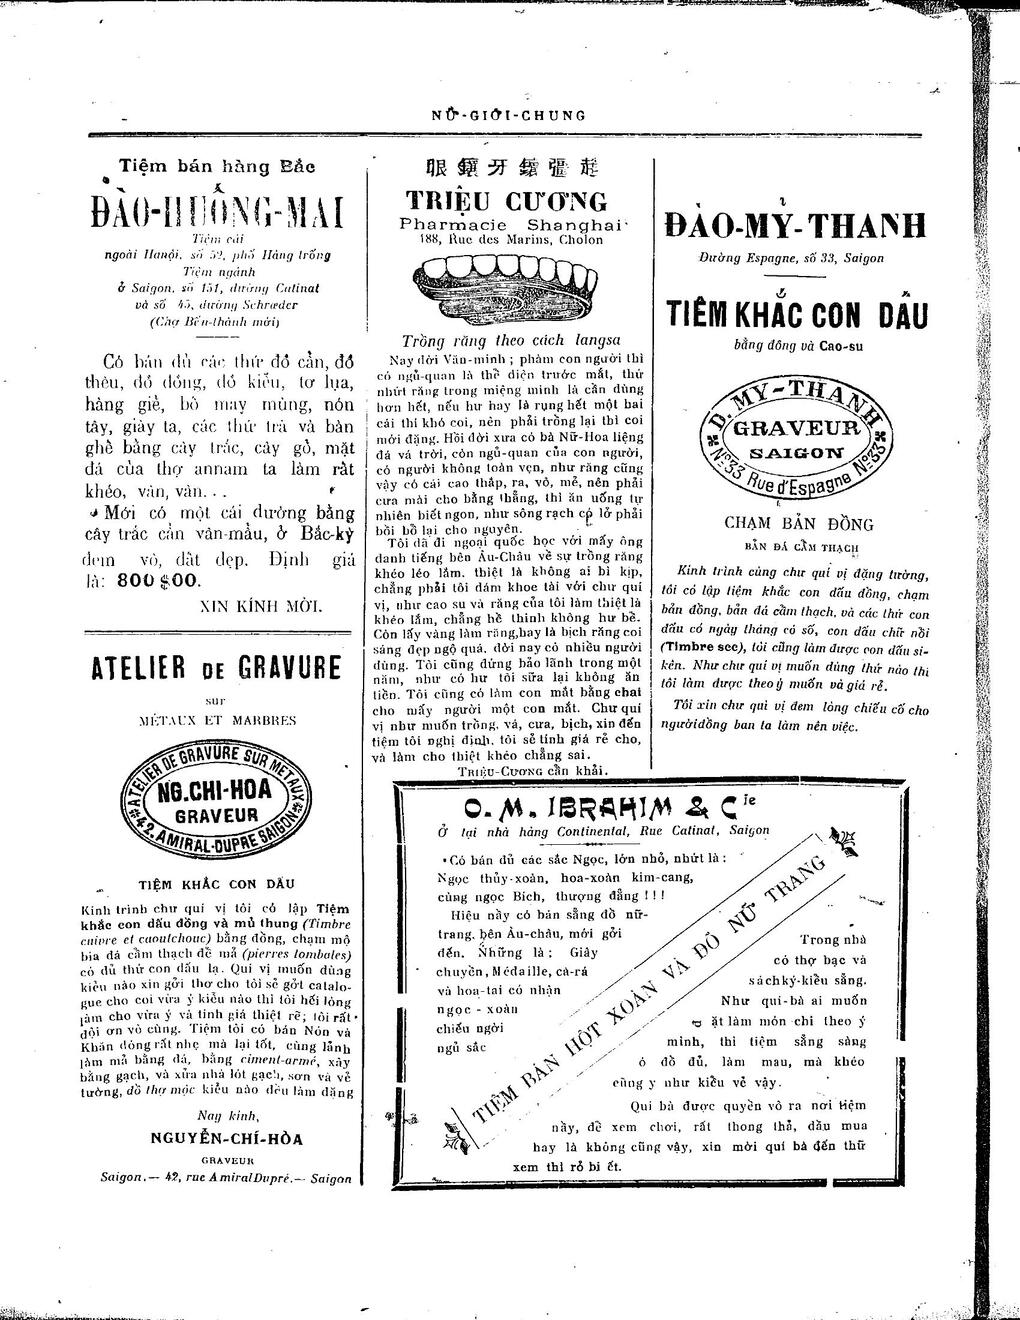 NỮ-GIỚI-CHUNG
Tiệm bán hàng Bắc
ĐÀO-HUỒNG-MAI
Tiệm cái
ngoài Hanội, số 52, phố Hàng trống
Tiệm ngánh
ở Saigon, số 151, đường Catinat
và số 45, đường Schrœder
(Chợ Bến-thành mới)
Có bán đủ các thứ đồ cẩn, đồ
thêu, đồ đồng, đồ kiểu, tơ lụa,
hàng giẻ, bò may mùng, nón
tây, giày ta, các thứ trà và bàn
ghế bằng cây trắc, cây gỏ, mặt
đá của thợ annam ta làm rất
khéo, vân, vân...
Mới có một cái dường bằng
cây trắc cẩn vân-mẩu, ở Bắc-kỳ
đem vô, đắt đẹp. Định giá
là: 800 $00.
XIN KÍNH MỜI.
ATELIER DE GRAVURE
sur
MÉTAUX ET MARBRES
ATELIER DE GRAVURE SUR METAUX
NG.CHI-HOA
GRAVEUR
42, AMIRAL-DUPRE SAIGON
TIỆM KHẮC CON DẤU
Kính trình chư quí vị tôi có lập Tiệm
khắc con dấu đồng và mủ thung (Timbre
cuivre et caoutchouc) bằng đồng, chạm mộ
bia đá cẩm thạch đề mả (pierres tombales)
có đủ thứ con dấu lạ. Quí vị muốn dùng
kiểu nào xin gởi thơ cho tôi sẽ gởi catalo-
gue cho coi vừa ý kiểu nào thì tôi hết lòng
làm cho vừa ý và tính giá thiệt rẽ; tôi rất
đội ơn vô cùng. Tiệm tôi có bán Nón và
Khăn đóng rất nhẹ mà lại tốt, cùng lảnh
làm mả bằng đá, bằng ciment-armé, xây
bằng gạch, và xửa nhà lót gạch, sơn và vẽ
tường, đồ thợ mộc kiểu nào đều làm đặng
Nay kính,
NGUYỄN-CHÍ-HÒA
GRAVEUR
Saigon.— 42, rue Amiral Dupré.— Saigon
眼鑲牙鑲彊趕
TRIỆU CƯƠNG
Pharmacie Shanghai
188, Rue des Marins, Cholon
Trồng răng theo cách langsa
Nay đời Văn-minh; phàm con người thì
có ngủ-quan là thể diện trước mắt, thứ
nhứt răng trong miệng mình là cần dùng
hơn hết, nếu hư hay là rụng hết một hai
cái thì khó coi, nên phải trồng lại thì coi
mới đặng. Hồi đời xưa có bà Nữ-Hoa liệng
đá vá trời, còn ngủ-quan của con người,
có người không toàn vẹn, như răng cũng
vậy có cái cao thấp, ra, vô, mẻ, nên phải
cưa mài cho bằng thẳng, thì ăn uống tự
nhiên biết ngon, như sông rạch có lở phải
bồi bổ lại cho nguyên.
Tôi đã đi ngoại quốc học với mấy ông
danh tiếng bên Âu-Châu về sự trồng răng
khéo léo lắm. thiệt là không ai bì kịp,
chẳng phải tôi dám khoe tài với chư quí
vị, như cao su và răng của tôi làm thiệt là
khéo lắm, chẳng hề thinh không hư bể.
Còn lấy vàng làm răng, hay là bịch răng coi
sáng đẹp ngộ quá. đời nay có nhiều người
dùng. Tôi cũng đứng bảo lãnh trong một
năm, như có hư tôi sửa lại không ăn
tiền. Tôi cũng có làm con mắt bằng chai
cho mấy người một con mắt. Chư quí
vị như muốn trồng, vá, cưa, bịch, xin đến
tiệm tôi nghị định, tôi sẽ tính giá rẻ cho,
và làm cho thiệt khéo chẳng sai.
TRIỆU-CƯƠNG cẩn khải.
ĐÀO-MỸ-THANH
Đường Espagne, số 33, Saigon
TIỆM KHẮC CON DẤU
bằng đồng và Cao-su
D. MY-THANH
GRAVEUR
SAIGON
N°33 Rue d'Espagne N°33
CHẠM BẢN ĐỒNG
BẢN ĐÁ CẨM THẠCH
Kính trình cùng chư quí vị đặng tường,
tôi có lập tiệm khắc con dấu đồng, chạm
bản đồng, bản đá cẩm thạch, và các thứ con
dấu có ngày tháng có số, con dấu chữ nổi
(Timbre sec), tôi cũng làm được con dấu si-
kên. Như chư quí vị muốn dùng thứ nào thì
tôi làm được theo ý muốn và giá rẻ.
Tôi xin chư quí vị đem lòng chiếu cố cho
người đồng ban ta làm nên việc.
O. M. IBRAHIM & Cie
Ở tại nhà hàng Continental, Rue Catinat, Saigon
Có bán đủ các sắc Ngọc, lớn nhỏ, nhứt là:
Ngọc thủy-xoàn, hoa-xoàn kim-cang,
cùng ngọc Bích, thượng đẳng !!!
Hiệu nầy có bán sẵng đồ nữ-
trang, bên Âu-châu, mới gởi
đến. Những là: Giây
chuyền, Médaille, cà-rá
và hoa-tai có nhận
ngọc-xoàn
chiếu ngời
ngủ sắc
TIỆM BÁN HỘT XOÀN VÀ ĐỒ NỮ TRANG
Trong nhà
có thợ bạc và
sách ký-kiểu sẵng.
Như quí-bà ai muốn
đặt làm món chi theo ý
mình, thì tiệm sẵng sàng
ó đồ đủ, làm mau, mà khéo
cũng y như kiểu vẽ vậy.
Quí bà được quyền vô ra nơi tiệm
nầy, để xem chơi, rất thong thả, dầu mua
hay là không cũng vậy, xin mời quí bà đến thữ
xem thì rỏ bi ết.